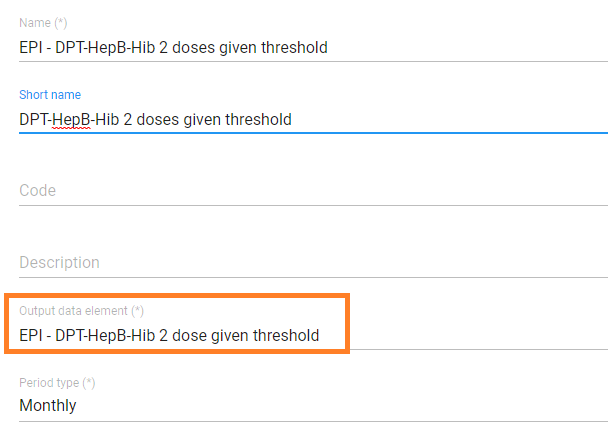 Name (*)
EPI - DPT-HepB-Hib 2 doses given threshold
Short name
DPT-HepB-Hib 2 doses given threshold
Code
Description
Output data element (*)
EPI - DPT-HepB-Hib 2 dose given threshold
Period type (*)
Monthly